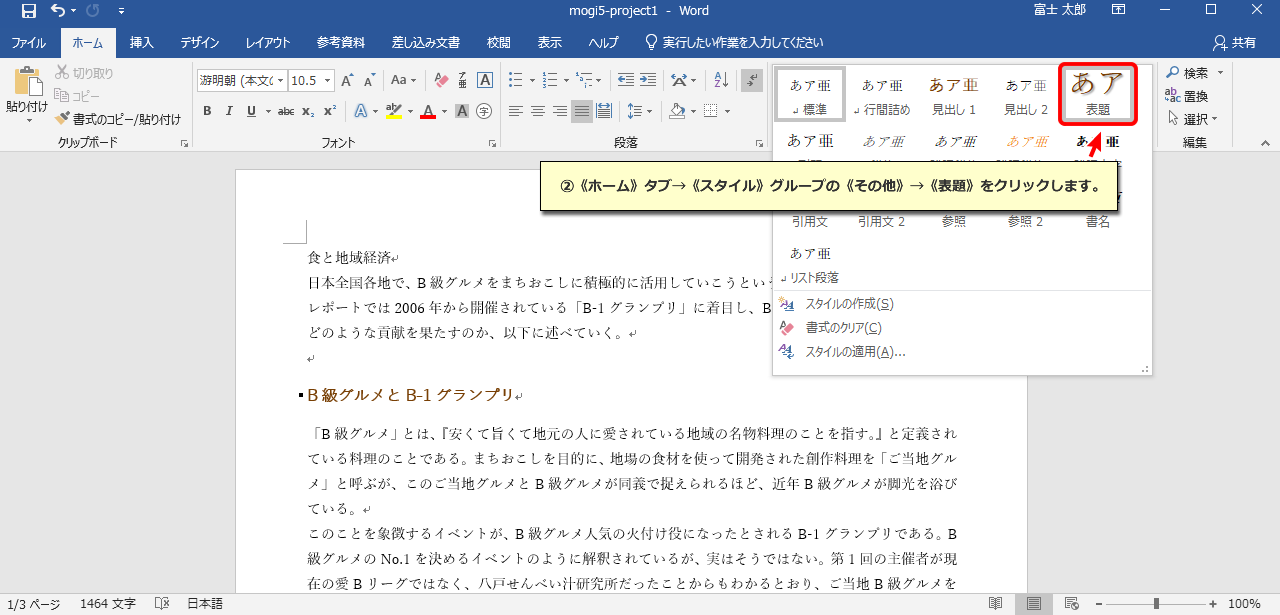 mogi5-project1 - Word
富士 太郎
ファイル ホーム 挿入 デザイン レイアウト 参考資料 差し込み文書 校閲 表示 ヘルプ 実行したい作業を入力してください 共有
貼り付け
切り取り
コピー
書式のコピー/貼り付け
クリップボード
游明朝 (本文の 10.5 A A Aa A
B I U abc x₂ x² A aby A A 字
フォント
段落
あア亜 あア亜 あア亜 あア亜 あア
↲標準 ↲行間詰め 見出し 1 見出し 2 表題
あア亜 あア亜 あア亜 あア亜
引用文 引用文 2 参照 参照 2 書名
あア亜
↲リスト段落
スタイルの作成(S)
書式のクリア(C)
スタイルの適用(A)...
検索
置換
選択
編集
②《ホーム》タブ→《スタイル》グループの《その他》→《表題》をクリックします。
食と地域経済↵
日本全国各地で、B 級グルメをまちおこしに積極的に活用していこうという
レポートでは 2006 年から開催されている「B-1 グランプリ」に着目し、B
どのような貢献を果たすのか、以下に述べていく。↵
↵
B 級グルメと B-1 グランプリ↵
「B 級グルメ」とは、『安くて旨くて地元の人に愛されている地域の名物料理のことを指す。』と定義され
ている料理のことである。まちおこしを目的に、地場の食材を使って開発された創作料理を「ご当地グル
メ」と呼ぶが、このご当地グルメと B 級グルメが同義で捉えられるほど、近年 B 級グルメが脚光を浴び
ている。↵
このことを象徴するイベントが、B 級グルメ人気の火付け役になったとされる B-1 グランプリである。B
級グルメの No.1 を決めるイベントのように解釈されているが、実はそうではない。第 1 回の主催者が現
在の愛 B リーグではなく、八戸せんべい汁研究所だったことからもわかるとおり、ご当地 B 級グルメを
1/3 ページ 1464 文字 日本語 100%